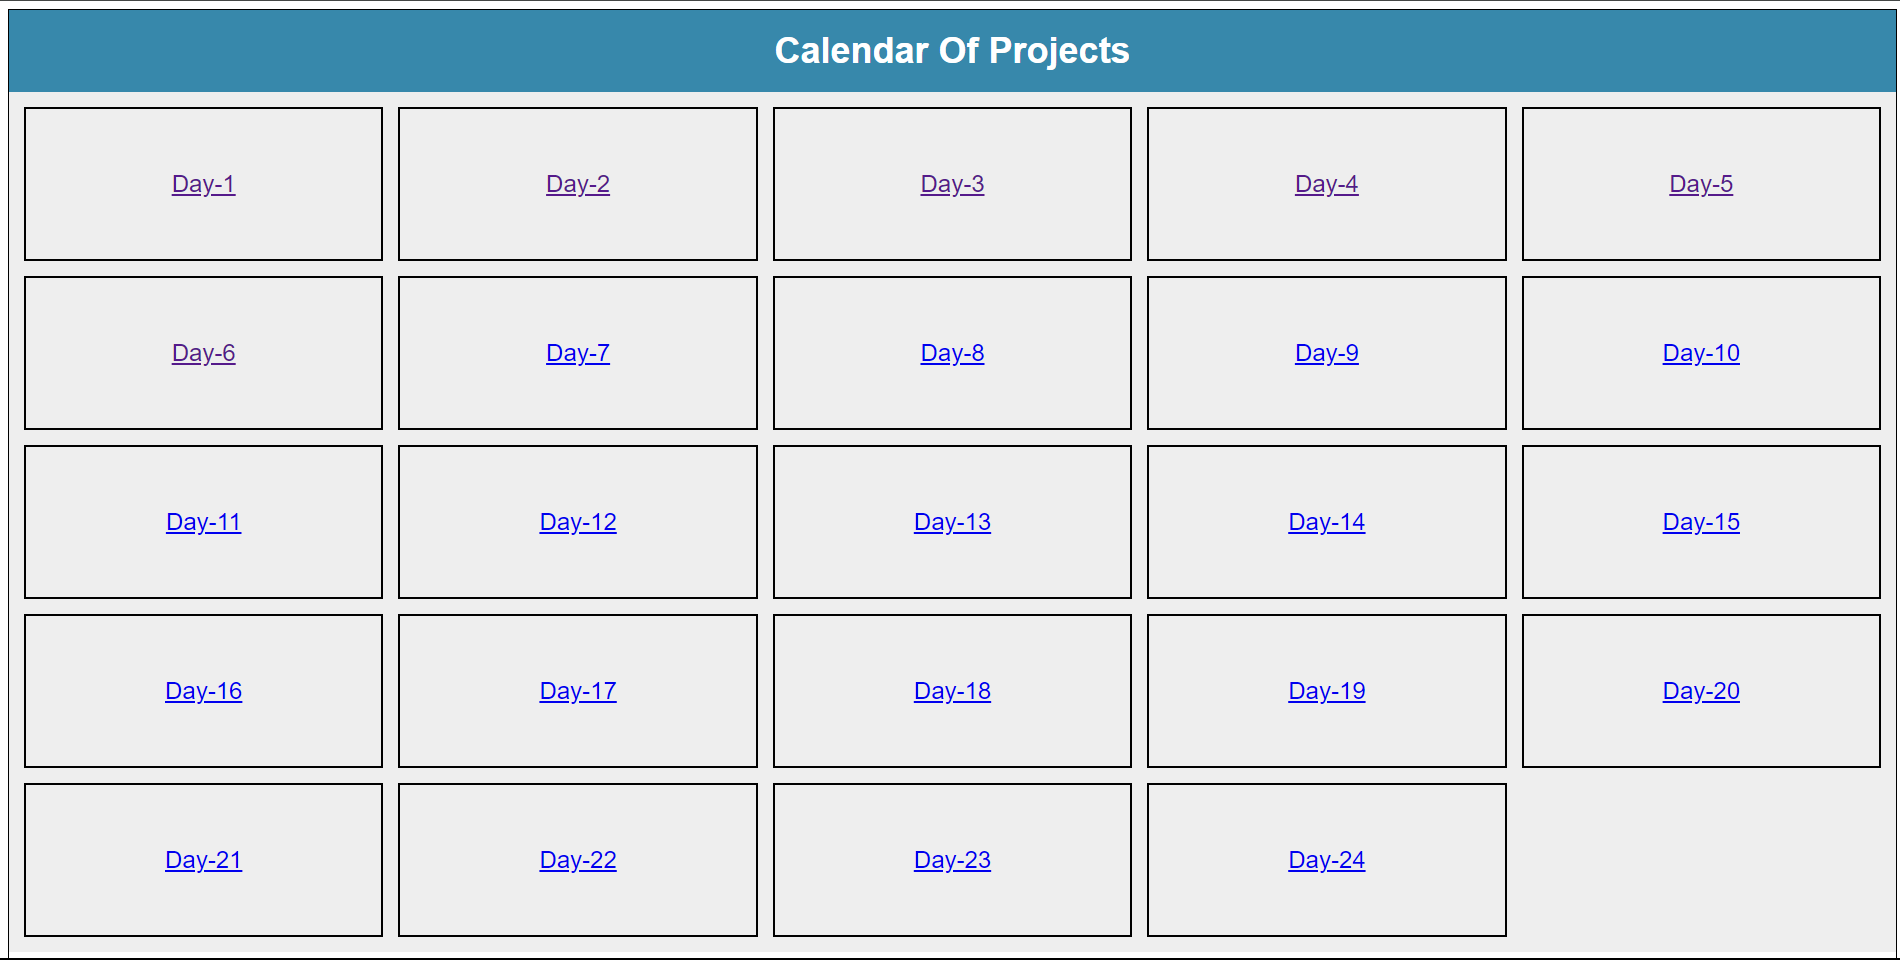 Calendar Of Projects
Day-1 Day-2 Day-3 Day-4 Day-5
Day-6 Day-7 Day-8 Day-9 Day-10
Day-11 Day-12 Day-13 Day-14 Day-15
Day-16 Day-17 Day-18 Day-19 Day-20
Day-21 Day-22 Day-23 Day-24